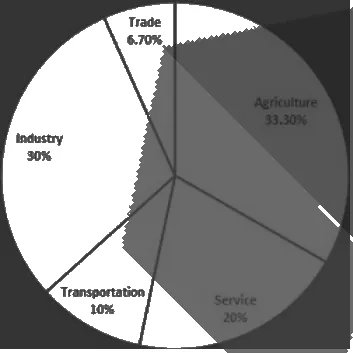 Trade
6.70%
Agriculture
33.30%
Industry
30%
Transportation
10%
Service
20%